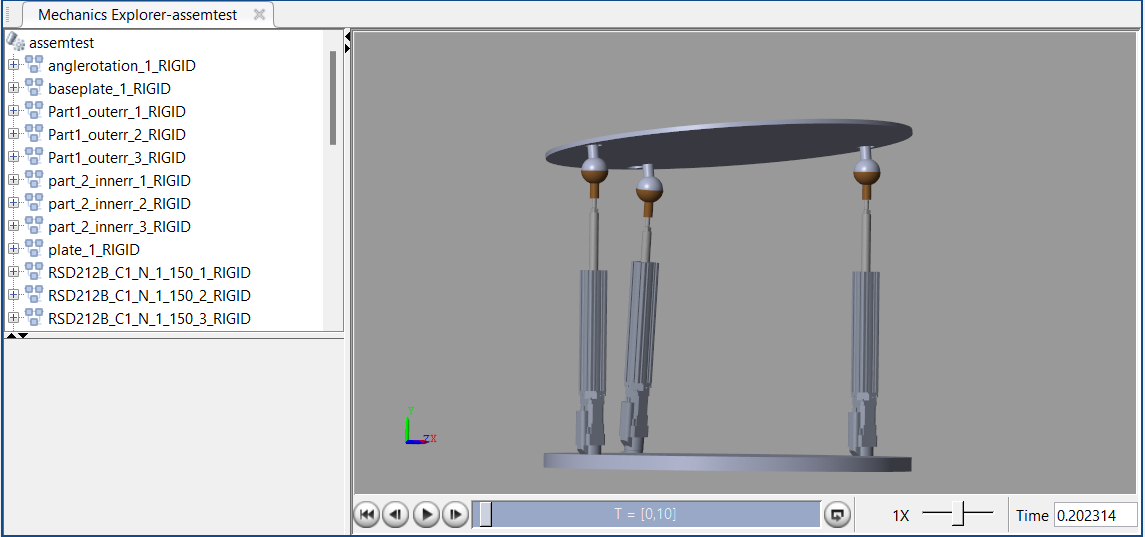 Mechanics Explorer-assemtest
assemtest
anglerotation_1_RIGID
baseplate_1_RIGID
Part1_outerr_1_RIGID
Part1_outerr_2_RIGID
Part1_outerr_3_RIGID
part_2_innerr_1_RIGID
part_2_innerr_2_RIGID
part_2_innerr_3_RIGID
plate_1_RIGID
RSD212B_C1_N_1_150_1_RIGID
RSD212B_C1_N_1_150_2_RIGID
RSD212B_C1_N_1_150_3_RIGID
Y
ZX
T = [0,10]
1X
Time 0.202314